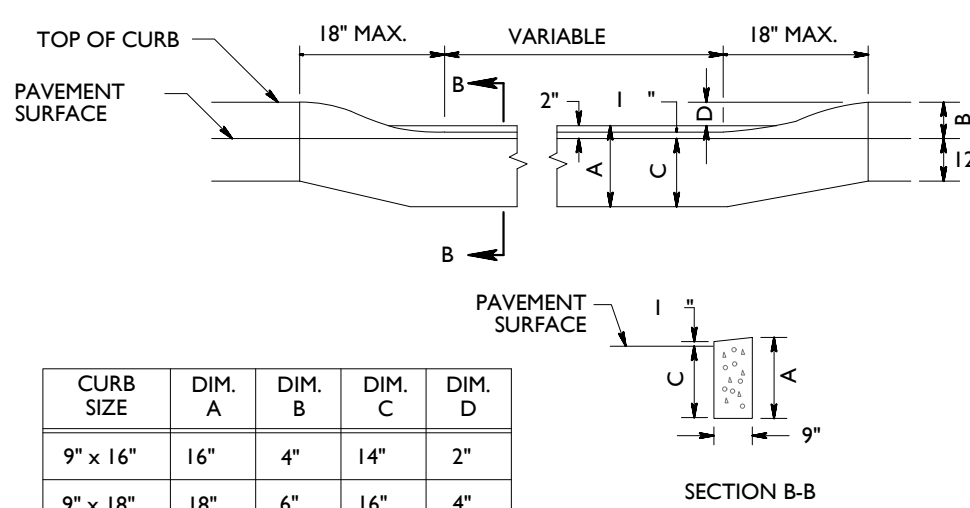 18" MAX.
VARIABLE
18" MAX.
TOP OF CURB
PAVEMENT
SURFACE
B
2"
1 "
D
B
12
A
C
B
PAVEMENT
SURFACE
1 "
C
A
9"
SECTION B-B
CURB SIZE DIM. A DIM. B DIM. C DIM. D
9" x 16" 16" 4" 14" 2"
9" x 18" 18" 6" 16" 4"